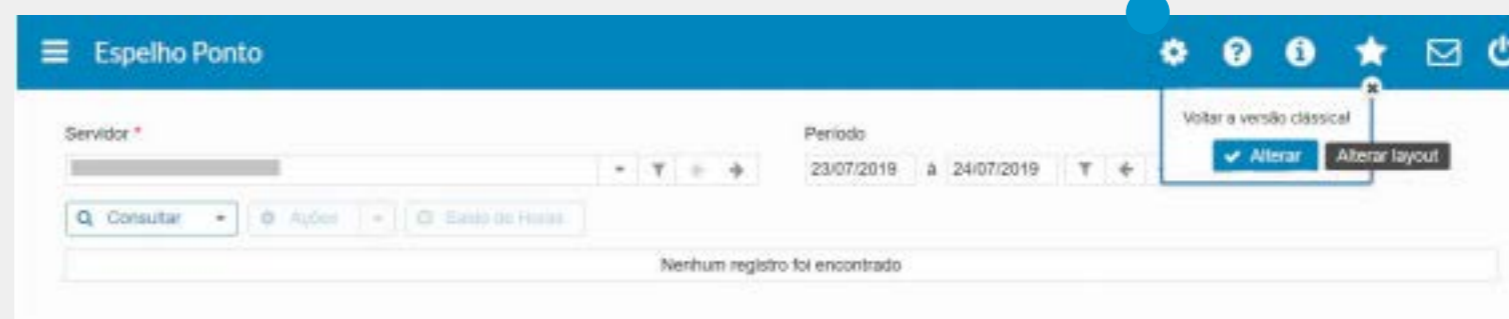 Espelho Ponto
Voltar a versão clássica!
Alterar
Alterar layout
Servidor *
Período
23/07/2019 à 24/07/2019
Consultar
Ações
Saldo de Horas
Nenhum registro foi encontrado